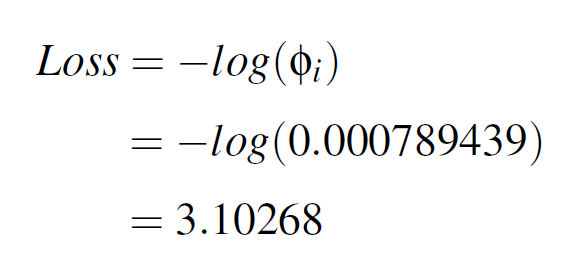 Loss = −log(ϕᵢ)
= −log(0.000789439)
= 3.10268